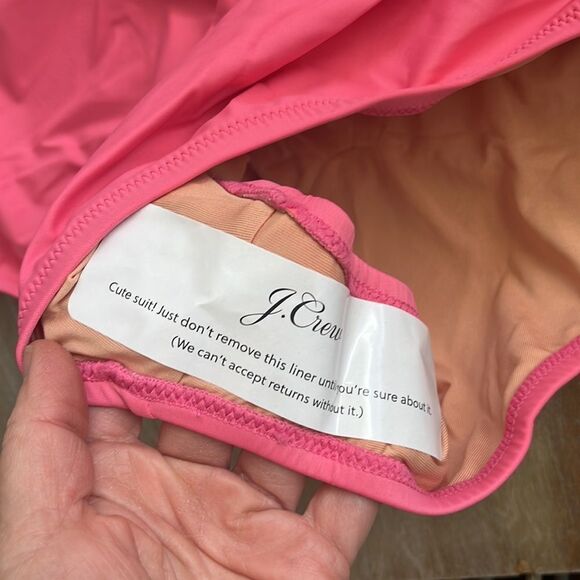 J.Crew
Cute suit! Just don't remove this liner until you're sure about it.
(We can't accept returns without it.)